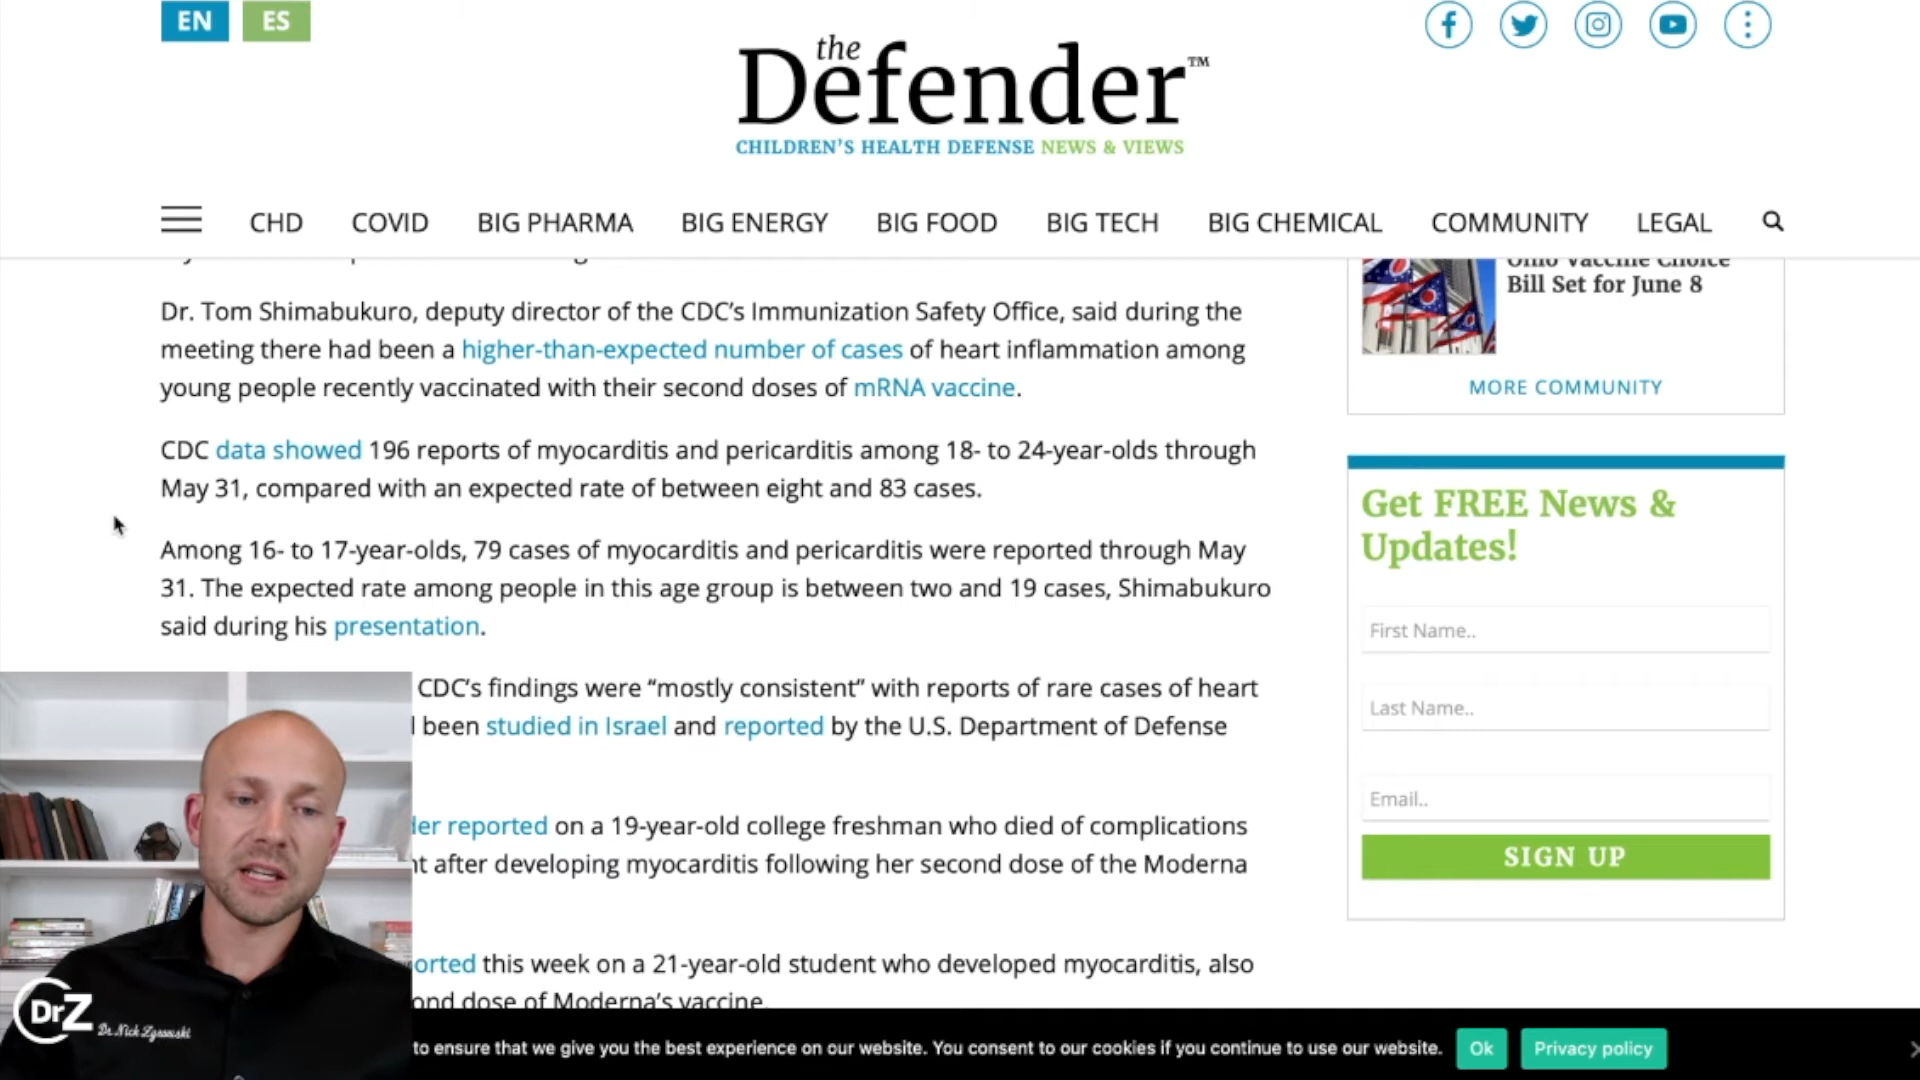 EN ES
the
Defender™
CHILDREN'S HEALTH DEFENSE NEWS & VIEWS
CHD COVID BIG PHARMA BIG ENERGY BIG FOOD BIG TECH BIG CHEMICAL COMMUNITY LEGAL
Dr. Tom Shimabukuro, deputy director of the CDC's Immunization Safety Office, said during the
meeting there had been a higher-than-expected number of cases of heart inflammation among
young people recently vaccinated with their second doses of mRNA vaccine.
CDC data showed 196 reports of myocarditis and pericarditis among 18- to 24-year-olds through
May 31, compared with an expected rate of between eight and 83 cases.
Among 16- to 17-year-olds, 79 cases of myocarditis and pericarditis were reported through May
31. The expected rate among people in this age group is between two and 19 cases, Shimabukuro
said during his presentation.
CDC's findings were “mostly consistent” with reports of rare cases of heart
been studied in Israel and reported by the U.S. Department of Defense
reported on a 19-year-old college freshman who died of complications
after developing myocarditis following her second dose of the Moderna
this week on a 21-year-old student who developed myocarditis, also
dose of Moderna's vaccine.
Ohio Vaccine Choice
Bill Set for June 8
MORE COMMUNITY
Get FREE News &
Updates!
First Name..
Last Name..
Email..
SIGN UP
DrZ
Dr. Nick Zyrowski
to ensure that we give you the best experience on our website. You consent to our cookies if you continue to use our website. Ok Privacy policy